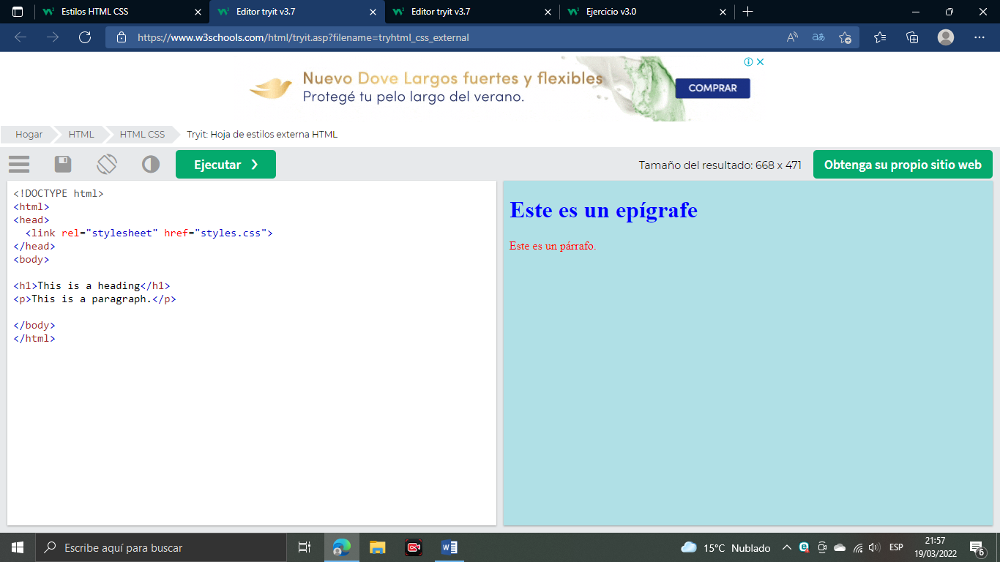 Estilos HTML CSS
Editor tryit v3.7
Editor tryit v3.7
Ejercicio v3.0
https://www.w3schools.com/html/tryit.asp?filename=tryhtml_css_external
Nuevo Dove Largos fuertes y flexibles
Protegé tu pelo largo del verano.
COMPRAR
Hogar
HTML
HTML CSS
Tryit: Hoja de estilos externa HTML
Ejecutar ❯
Tamaño del resultado: 668 x 471
Obtenga su propio sitio web
<!DOCTYPE html>
<html>
<head>
  <link rel="stylesheet" href="styles.css">
</head>
<body>
<h1>This is a heading</h1>
<p>This is a paragraph.</p>
</body>
</html>
Este es un epígrafe
Este es un párrafo.
Escribe aquí para buscar
15°C Nublado
ESP
21:57
19/03/2022
6